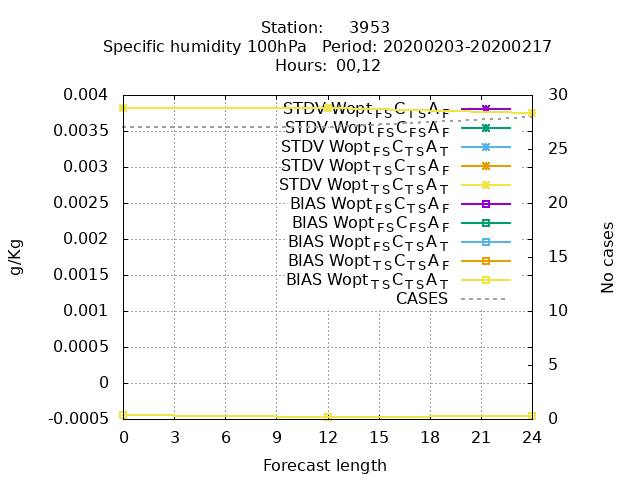 Station:     3953
Specific humidity 100hPa   Period: 20200203-20200217
Hours: 00,12
0.004
0.0035
0.003
0.0025
0.002
0.0015
0.001
0.0005
0
-0.0005
g/Kg
STDV Wopt FS C TS A F
STDV Wopt FS C FS A F
STDV Wopt FS C TS A T
STDV Wopt TS C TS A F
STDV Wopt TS C TS A T
BIAS Wopt FS C TS A F
BIAS Wopt FS C FS A F
BIAS Wopt FS C TS A T
BIAS Wopt TS C TS A F
BIAS Wopt TS C TS A T
CASES
30
25
20
15
10
5
0
No cases
0 3 6 9 12 15 18 21 24
Forecast length